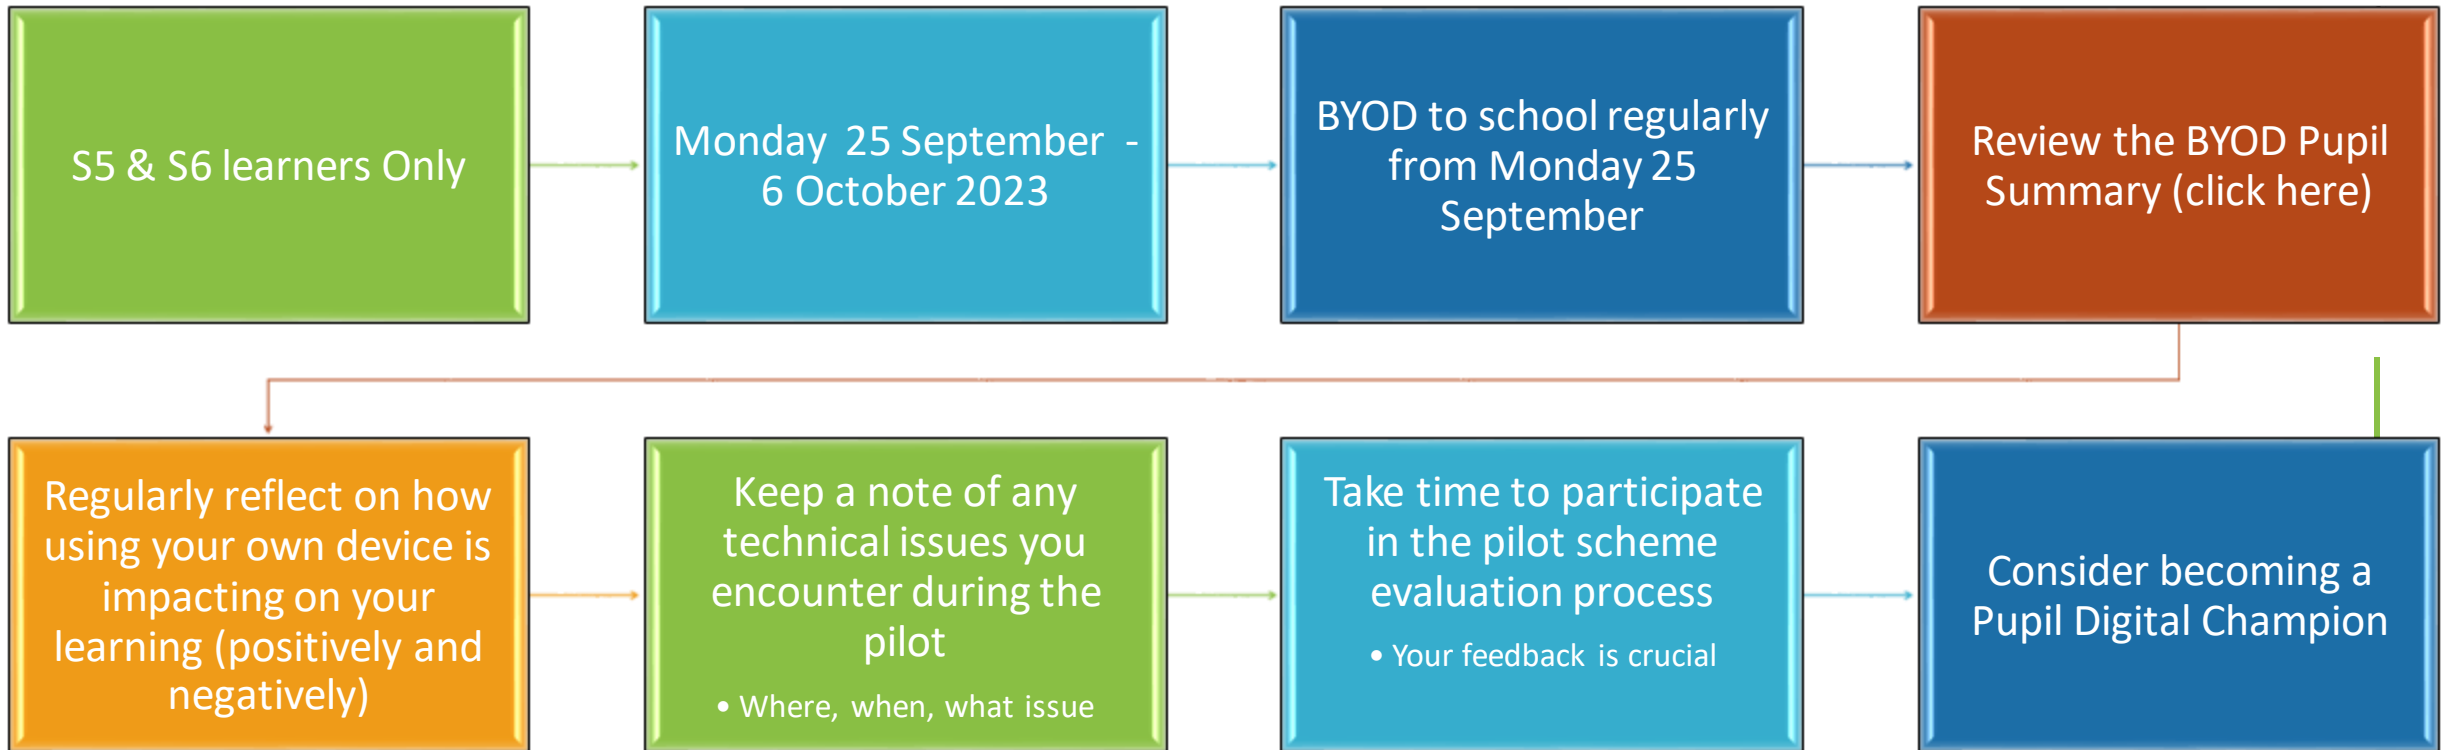 S5 & S6 learners Only
Monday 25 September -
6 October 2023
BYOD to school regularly
from Monday 25
September
Review the BYOD Pupil
Summary (click here)
Regularly reflect on how
using your own device is
impacting on your
learning (positively and
negatively)
Keep a note of any
technical issues you
encounter during the
pilot
• Where, when, what issue
Take time to participate
in the pilot scheme
evaluation process
• Your feedback is crucial
Consider becoming a
Pupil Digital Champion